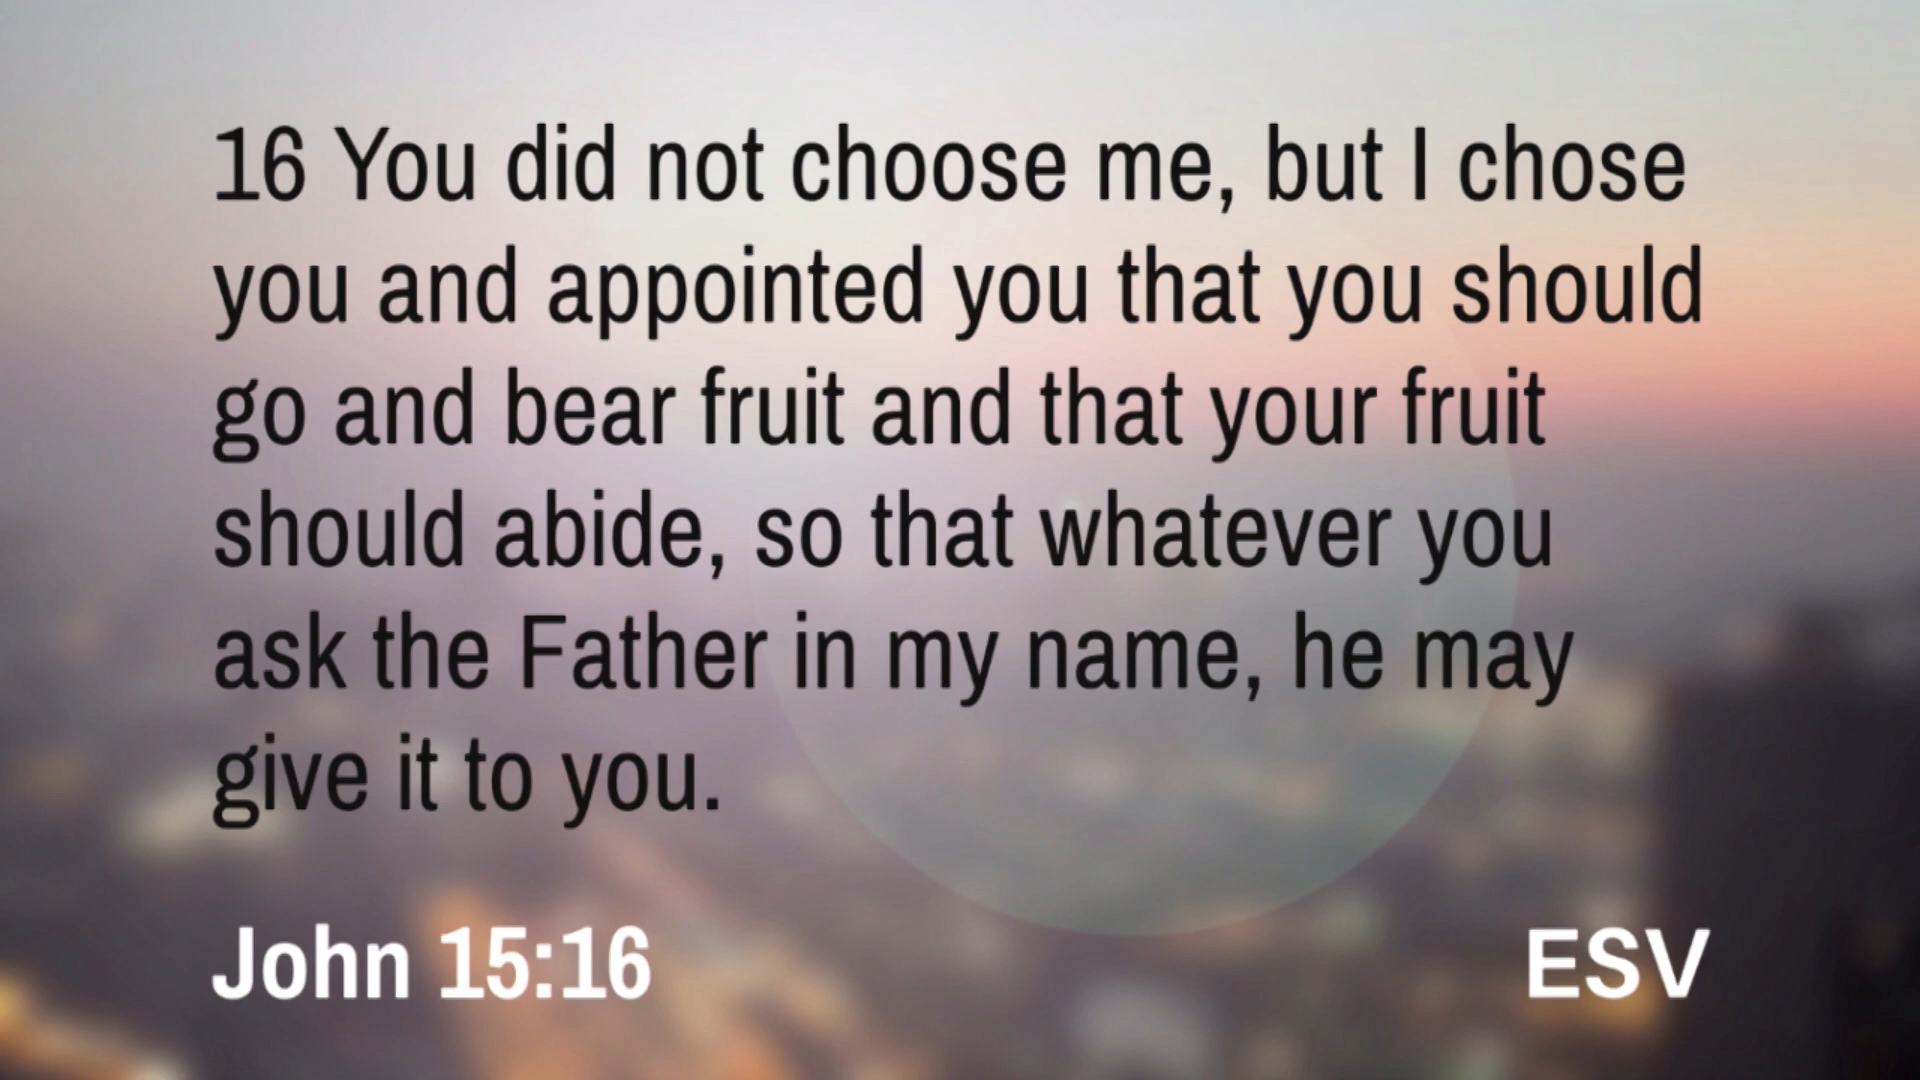 16 You did not choose me, but I chose
you and appointed you that you should
go and bear fruit and that your fruit
should abide, so that whatever you
ask the Father in my name, he may
give it to you.
John 15:16
ESV